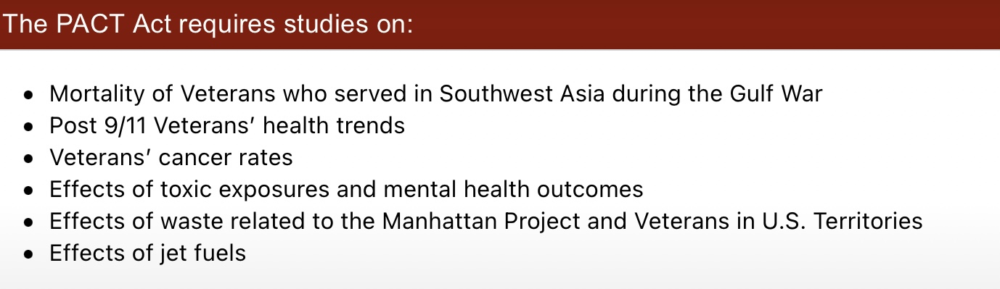 The PACT Act requires studies on:
• Mortality of Veterans who served in Southwest Asia during the Gulf War
• Post 9/11 Veterans’ health trends
• Veterans’ cancer rates
• Effects of toxic exposures and mental health outcomes
• Effects of waste related to the Manhattan Project and Veterans in U.S. Territories
• Effects of jet fuels